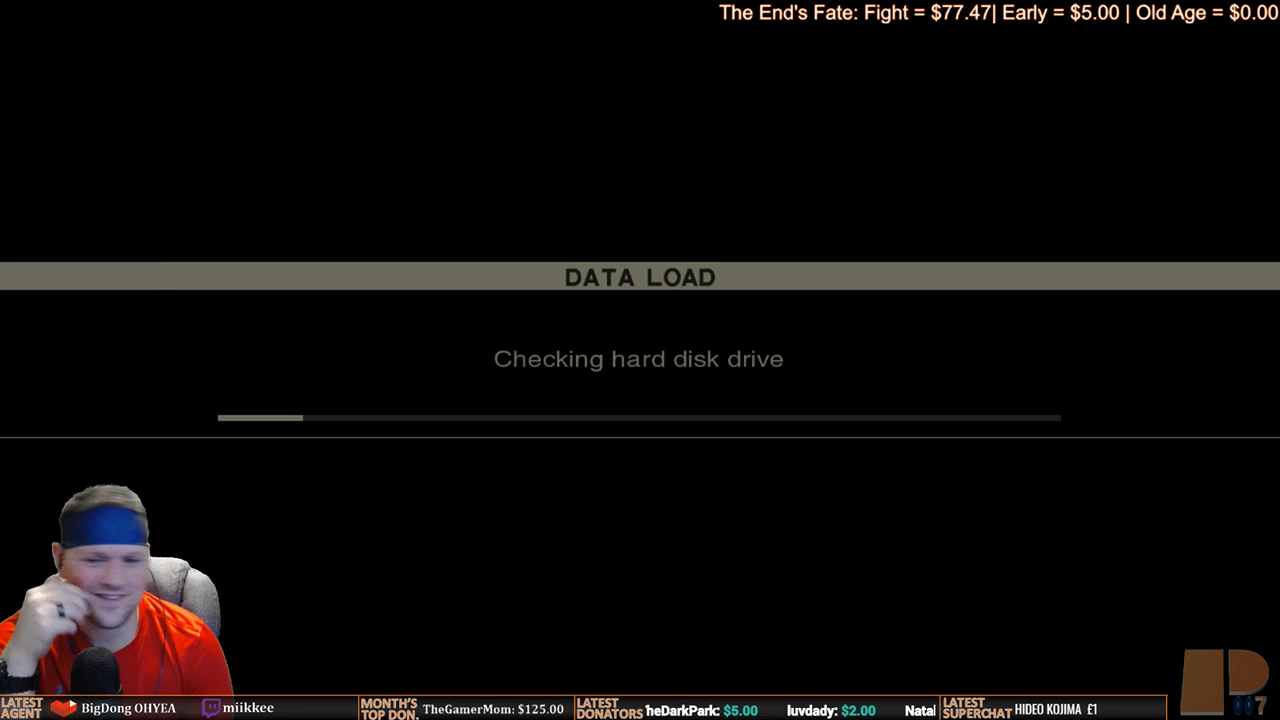 The End's Fate: Fight = $77.47| Early = $5.00 | Old Age = $0.00
DATA LOAD
Checking hard disk drive
LATEST AGENT
BigDong OHYEA
miikkee
MONTH'S TOP DON.
TheGamerMom: $125.00
LATEST DONATORS
heDarkPark: $5.00
luvdady: $2.00
Natal
LATEST SUPERCHAT
HIDEO KOJIMA £1